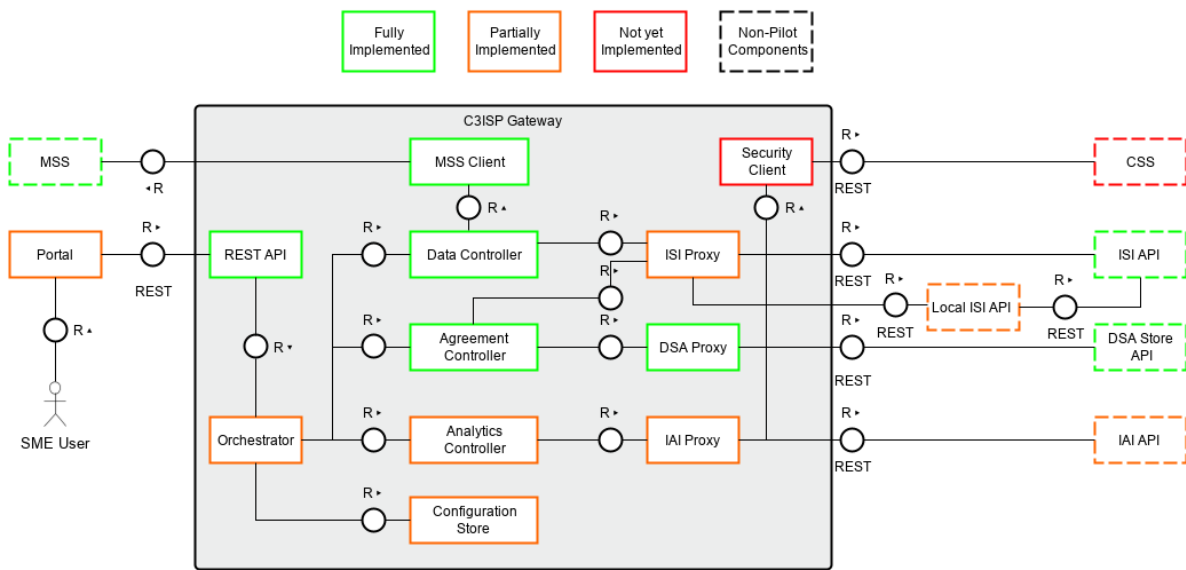 Fully
Implemented
Partially
Implemented
Not yet
Implemented
Non-Pilot
Components
C3ISP Gateway
MSS
◂ R
MSS Client
Security
Client
R ▸
REST
CSS
R ▴
R ▴
Portal
R ▸
REST
REST API
R ▸
Data Controller
R ▸
ISI Proxy
R ▸
REST
ISI API
R ▸
R ▸
REST
Local ISI API
R ▸
REST
R ▴
R ▾
R ▸
Agreement
Controller
R ▸
DSA Proxy
R ▸
REST
DSA Store
API
SME User
Orchestrator
R ▸
Analytics
Controller
R ▸
IAI Proxy
R ▸
REST
IAI API
R ▸
Configuration
Store